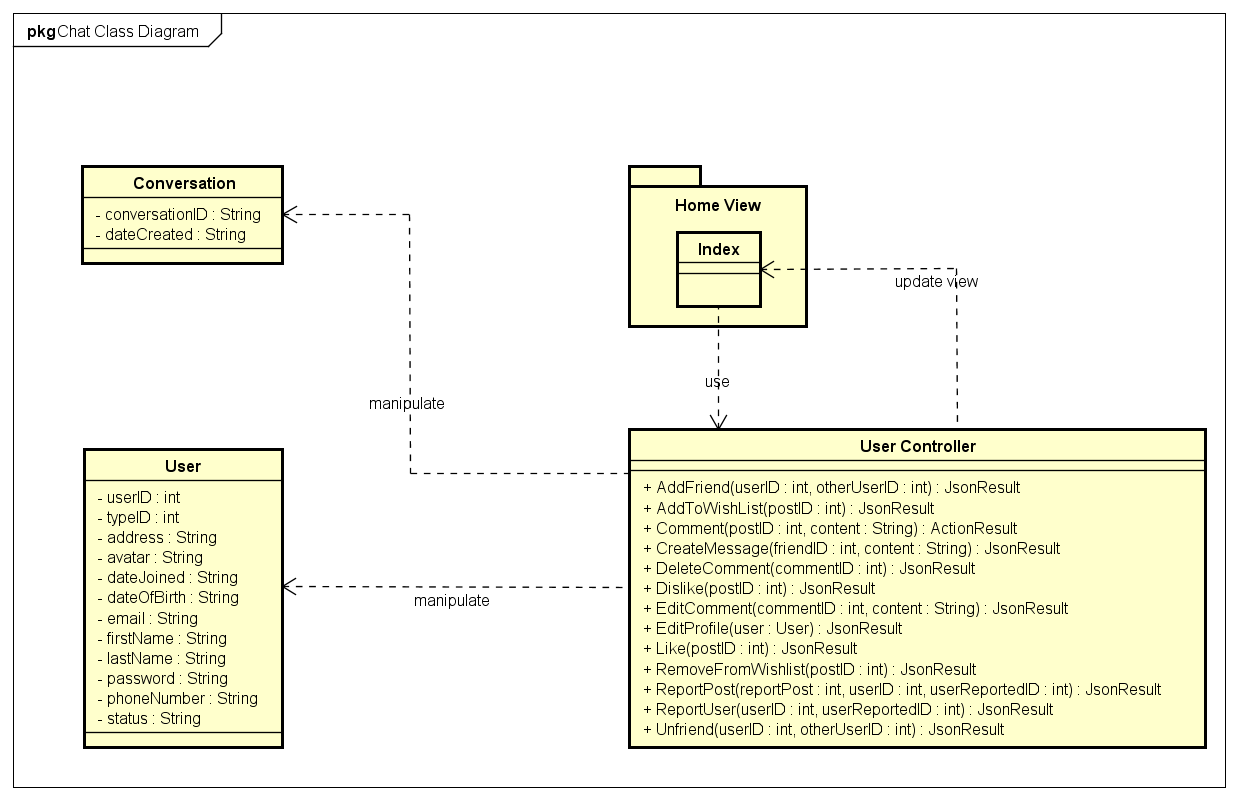 pkg Chat Class Diagram
Conversation
- conversationID : String
- dateCreated : String
Home View
Index
update view
use
manipulate
User
- userID : int
- typeID : int
- address : String
- avatar : String
- dateJoined : String
- dateOfBirth : String
- email : String
- firstName : String
- lastName : String
- password : String
- phoneNumber : String
- status : String
manipulate
User Controller
+ AddFriend(userID : int, otherUserID : int) : JsonResult
+ AddToWishList(postID : int) : JsonResult
+ Comment(postID : int, content : String) : ActionResult
+ CreateMessage(friendID : int, content : String) : JsonResult
+ DeleteComment(commentID : int) : JsonResult
+ Dislike(postID : int) : JsonResult
+ EditComment(commentID : int, content : String) : JsonResult
+ EditProfile(user : User) : JsonResult
+ Like(postID : int) : JsonResult
+ RemoveFromWishlist(postID : int) : JsonResult
+ ReportPost(reportPost : int, userID : int, userReportedID : int) : JsonResult
+ ReportUser(userID : int, userReportedID : int) : JsonResult
+ Unfriend(userID : int, otherUserID : int) : JsonResult